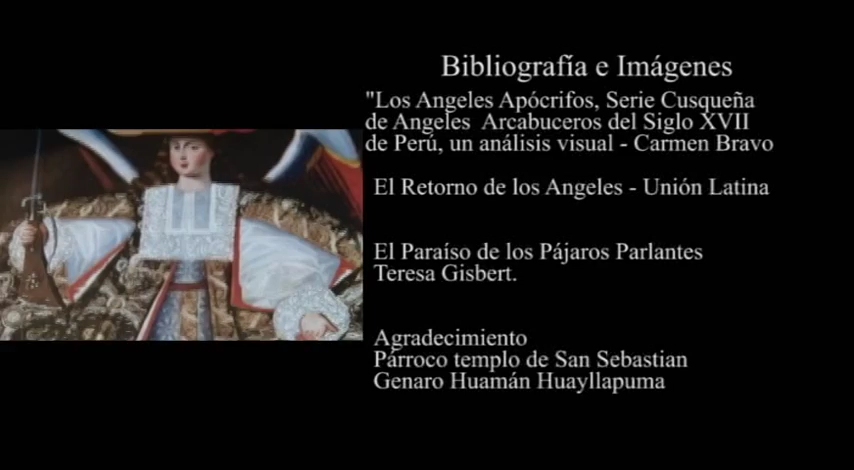 Bibliografía e Imágenes
"Los Angeles Apócrifos, Serie Cusqueña
de Angeles Arcabuceros del Siglo XVII
de Perú, un análisis visual - Carmen Bravo
El Retorno de los Angeles - Unión Latina
El Paraíso de los Pájaros Parlantes
Teresa Gisbert.
Agradecimiento
Párroco templo de San Sebastian
Genaro Huamán Huayllapuma